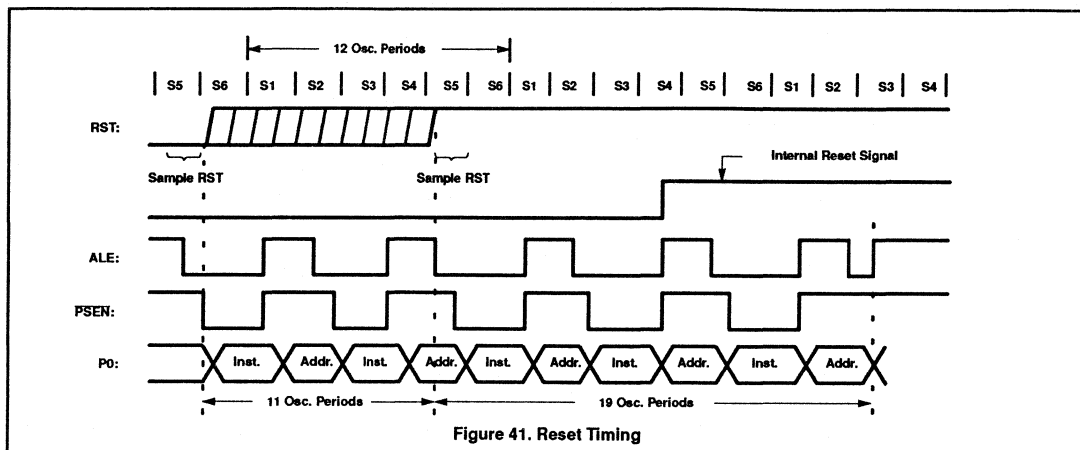 12 Osc. Periods
S5 S6 S1 S2 S3 S4 S5 S6 S1 S2 S3 S4 S5 S6 S1 S2 S3 S4
RST:
Internal Reset Signal
Sample RST Sample RST
ALE:
PSEN:
P0: Inst. Addr. Inst. Addr. Inst. Addr. Inst. Addr. Inst. Addr.
11 Osc. Periods 19 Osc. Periods
Figure 41. Reset Timing